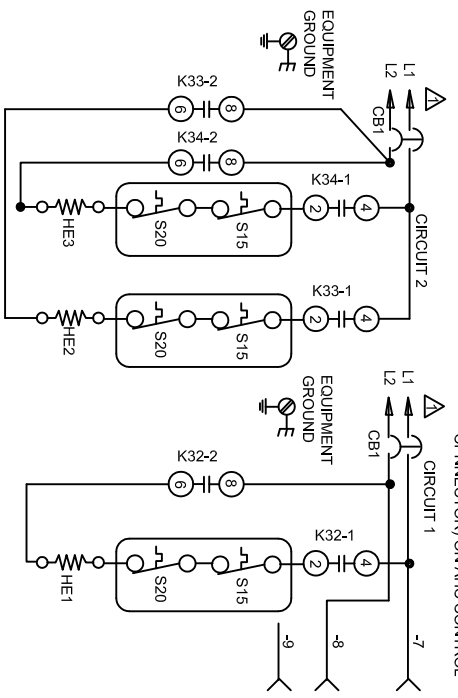 EQUIPMENT
GROUND
L1
L2
1
CB1
CIRCUIT 2
K33-2
6
8
K34-2
6
8
K34-1
2
4
S20
S15
HE3
K33-1
2
4
S20
S15
HE2
EQUIPMENT
GROUND
L1
L2
1
CB1
CIRCUIT 1
K32-2
6
8
K32-1
2
4
S20
S15
HE1
-9
-8
-7